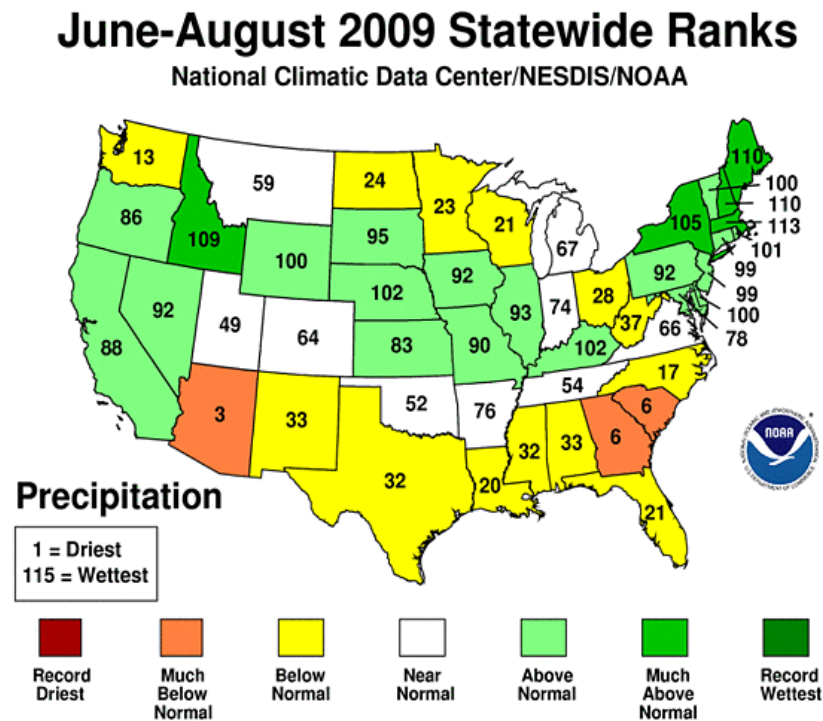 June-August 2009 Statewide Ranks
National Climatic Data Center/NESDIS/NOAA
13
59
24
23
21
67
110
100
110
113
101
99
99
100
78
105
86
109
100
95
92
102
92
88
49
64
83
90
93
74
28
37
66
92
102
54
17
3
33
52
76
32
20
32
33
6
6
21
32
NOAA
Precipitation
1 = Driest
115 = Wettest
Record
Driest
Much
Below
Normal
Below
Normal
Near
Normal
Above
Normal
Much
Above
Normal
Record
Wettest